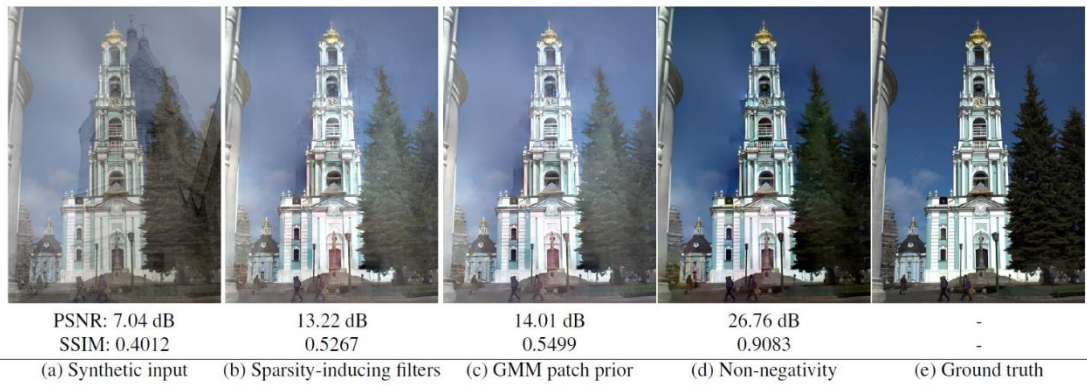 PSNR: 7.04 dB 13.22 dB 14.01 dB 26.76 dB -
SSIM: 0.4012 0.5267 0.5499 0.9083 -
(a) Synthetic input (b) Sparsity-inducing filters (c) GMM patch prior (d) Non-negativity (e) Ground truth